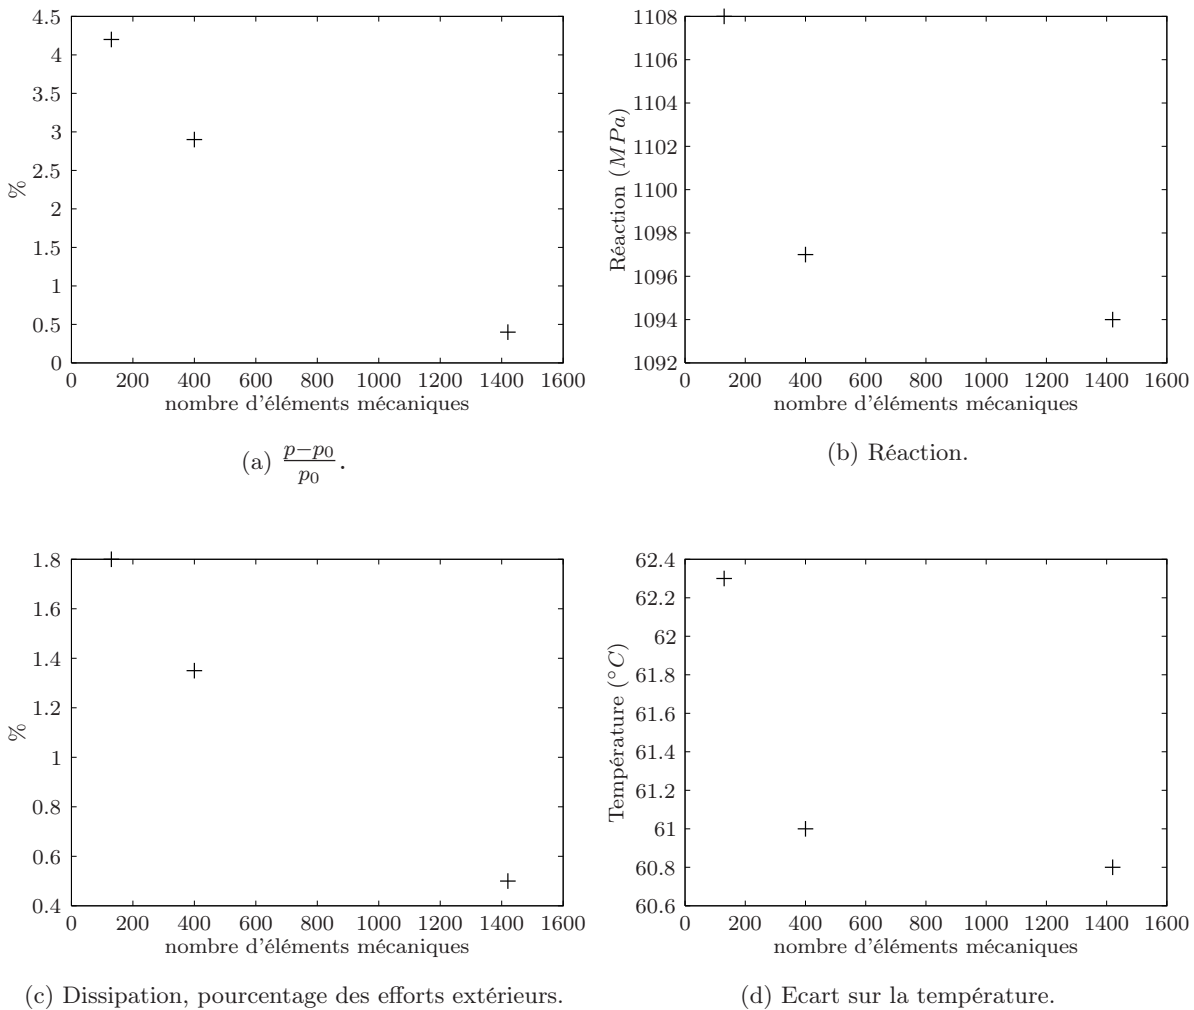 4.5
4
3.5
3
2.5
2
1.5
1
0.5
0
%
0 200 400 600 800 1000 1200 1400 1600
nombre d'éléments mécaniques
(a) \frac{p-p_0}{p_0}.
1108
1106
1104
1102
1100
1098
1096
1094
1092
Réaction (MPa)
0 200 400 600 800 1000 1200 1400 1600
nombre d'éléments mécaniques
(b) Réaction.
1.8
1.6
1.4
1.2
1
0.8
0.6
0.4
%
0 200 400 600 800 1000 1200 1400 1600
nombre d'éléments mécaniques
(c) Dissipation, pourcentage des efforts extérieurs.
62.4
62.2
62
61.8
61.6
61.4
61.2
61
60.8
60.6
Température (°C)
0 200 400 600 800 1000 1200 1400 1600
nombre d'éléments mécaniques
(d) Ecart sur la température.